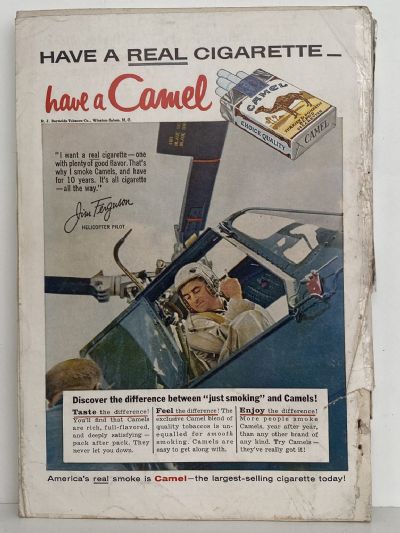 HAVE A REAL CIGARETTE —
have a Camel
R. J. Reynolds Tobacco Co., Winston-Salem, N. C.
CAMEL
CHOICE QUALITY
CAMEL
"I want a real cigarette—one
with plenty of good flavor. That's
why I smoke Camels, and have
for 10 years. It's all cigarette
—all the way."
Jim Ferguson
HELICOPTER PILOT
Discover the difference between "just smoking" and Camels!
Taste the difference!
You'll find that Camels
are rich, full-flavored,
and deeply satisfying —
pack after pack. They
never let you down.
Feel the difference! The
exclusive Camel blend of
quality tobaccos is un-
equalled for smooth
smoking. Camels are
easy to get along with.
Enjoy the difference!
More people smoke
Camels, year after year,
than any other brand of
any kind. Try Camels —
they've really got it!
America's real smoke is Camel—the largest-selling cigarette today!